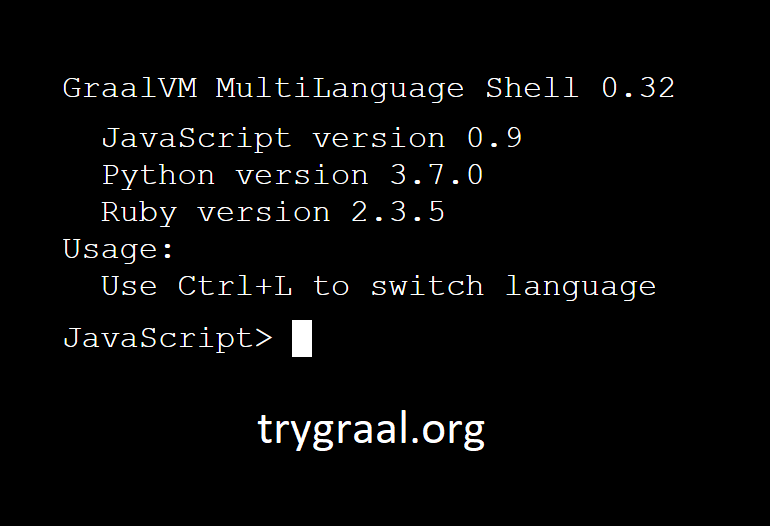 GraalVM MultiLanguage Shell 0.32
JavaScript version 0.9
Python version 3.7.0
Ruby version 2.3.5
Usage:
Use Ctrl+L to switch language
JavaScript>
trygraal.org